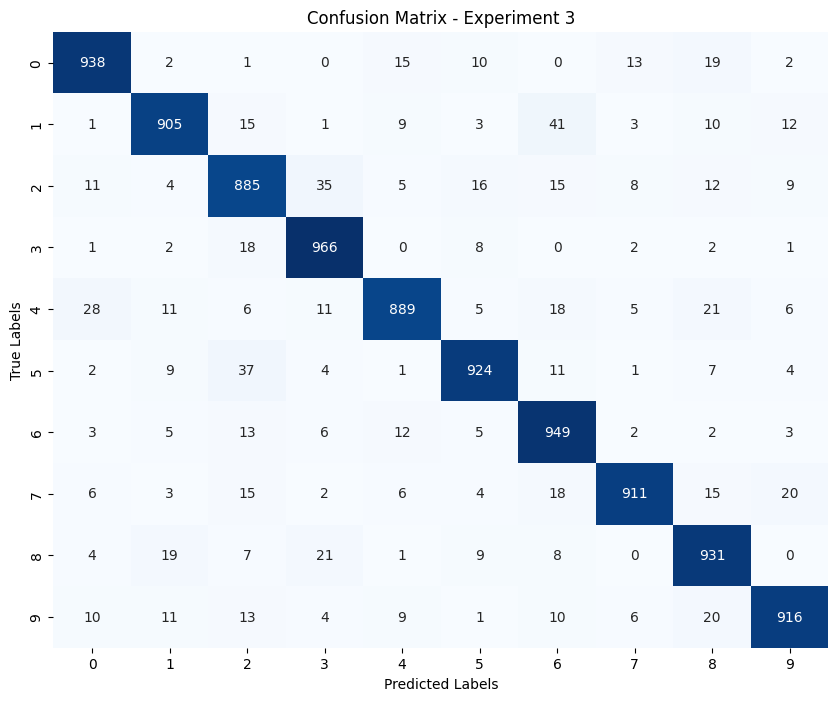 Confusion Matrix - Experiment 3
0 938 2 1 0 15 10 0 13 19 2
1 1 905 15 1 9 3 41 3 10 12
2 11 4 885 35 5 16 15 8 12 9
3 1 2 18 966 0 8 0 2 2 1
4 28 11 6 11 889 5 18 5 21 6
5 2 9 37 4 1 924 11 1 7 4
6 3 5 13 6 12 5 949 2 2 3
7 6 3 15 2 6 4 18 911 15 20
8 4 19 7 21 1 9 8 0 931 0
9 10 11 13 4 9 1 10 6 20 916
0 1 2 3 4 5 6 7 8 9
True Labels
Predicted Labels